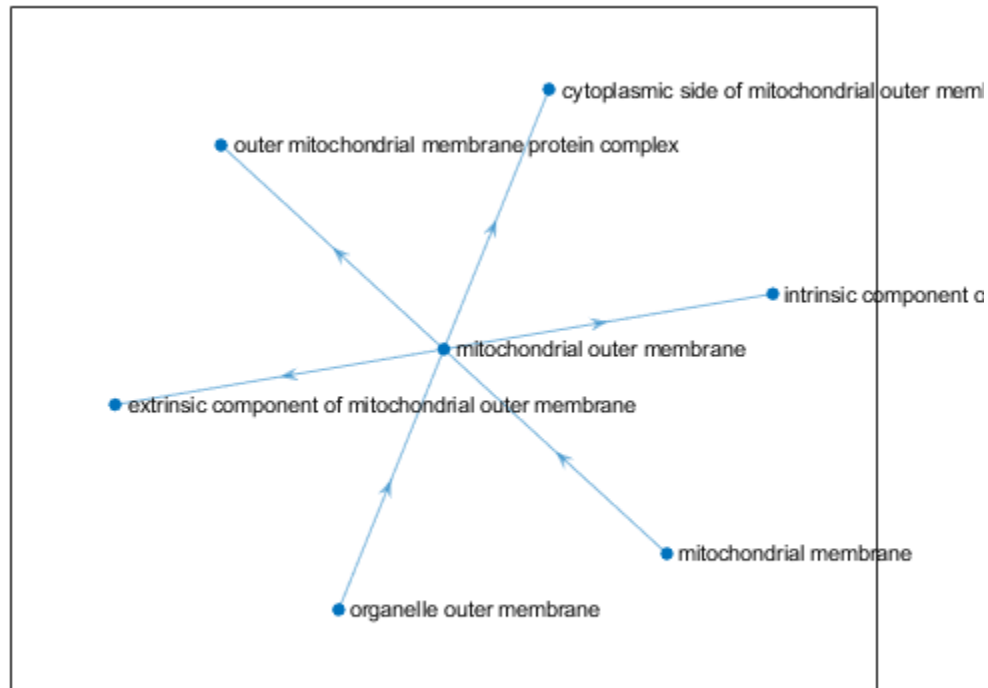 cytoplasmic side of mitochondrial outer
outer mitochondrial membrane protein complex
intrinsic component
mitochondrial outer membrane
extrinsic component of mitochondrial outer membrane
mitochondrial membrane
organelle outer membrane